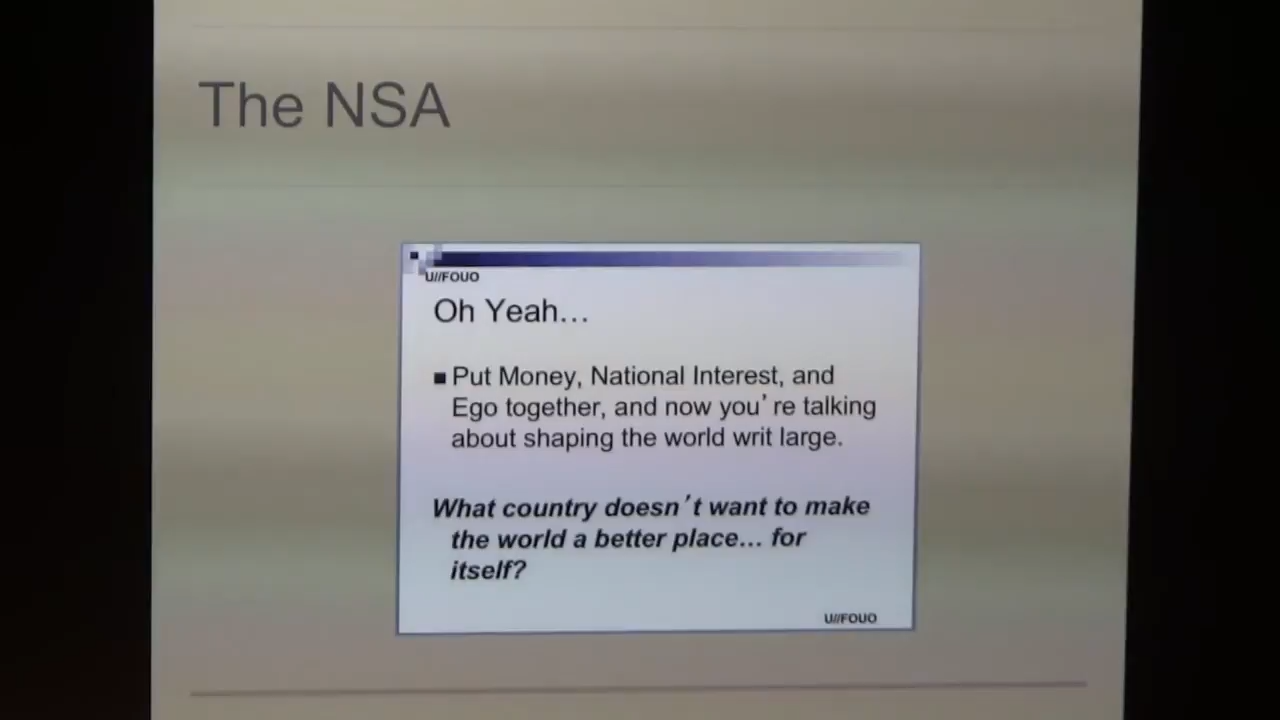 The NSA
U//FOUO
Oh Yeah...
■ Put Money, National Interest, and
Ego together, and now you're talking
about shaping the world writ large.
What country doesn't want to make
the world a better place... for
itself?
U//FOUO